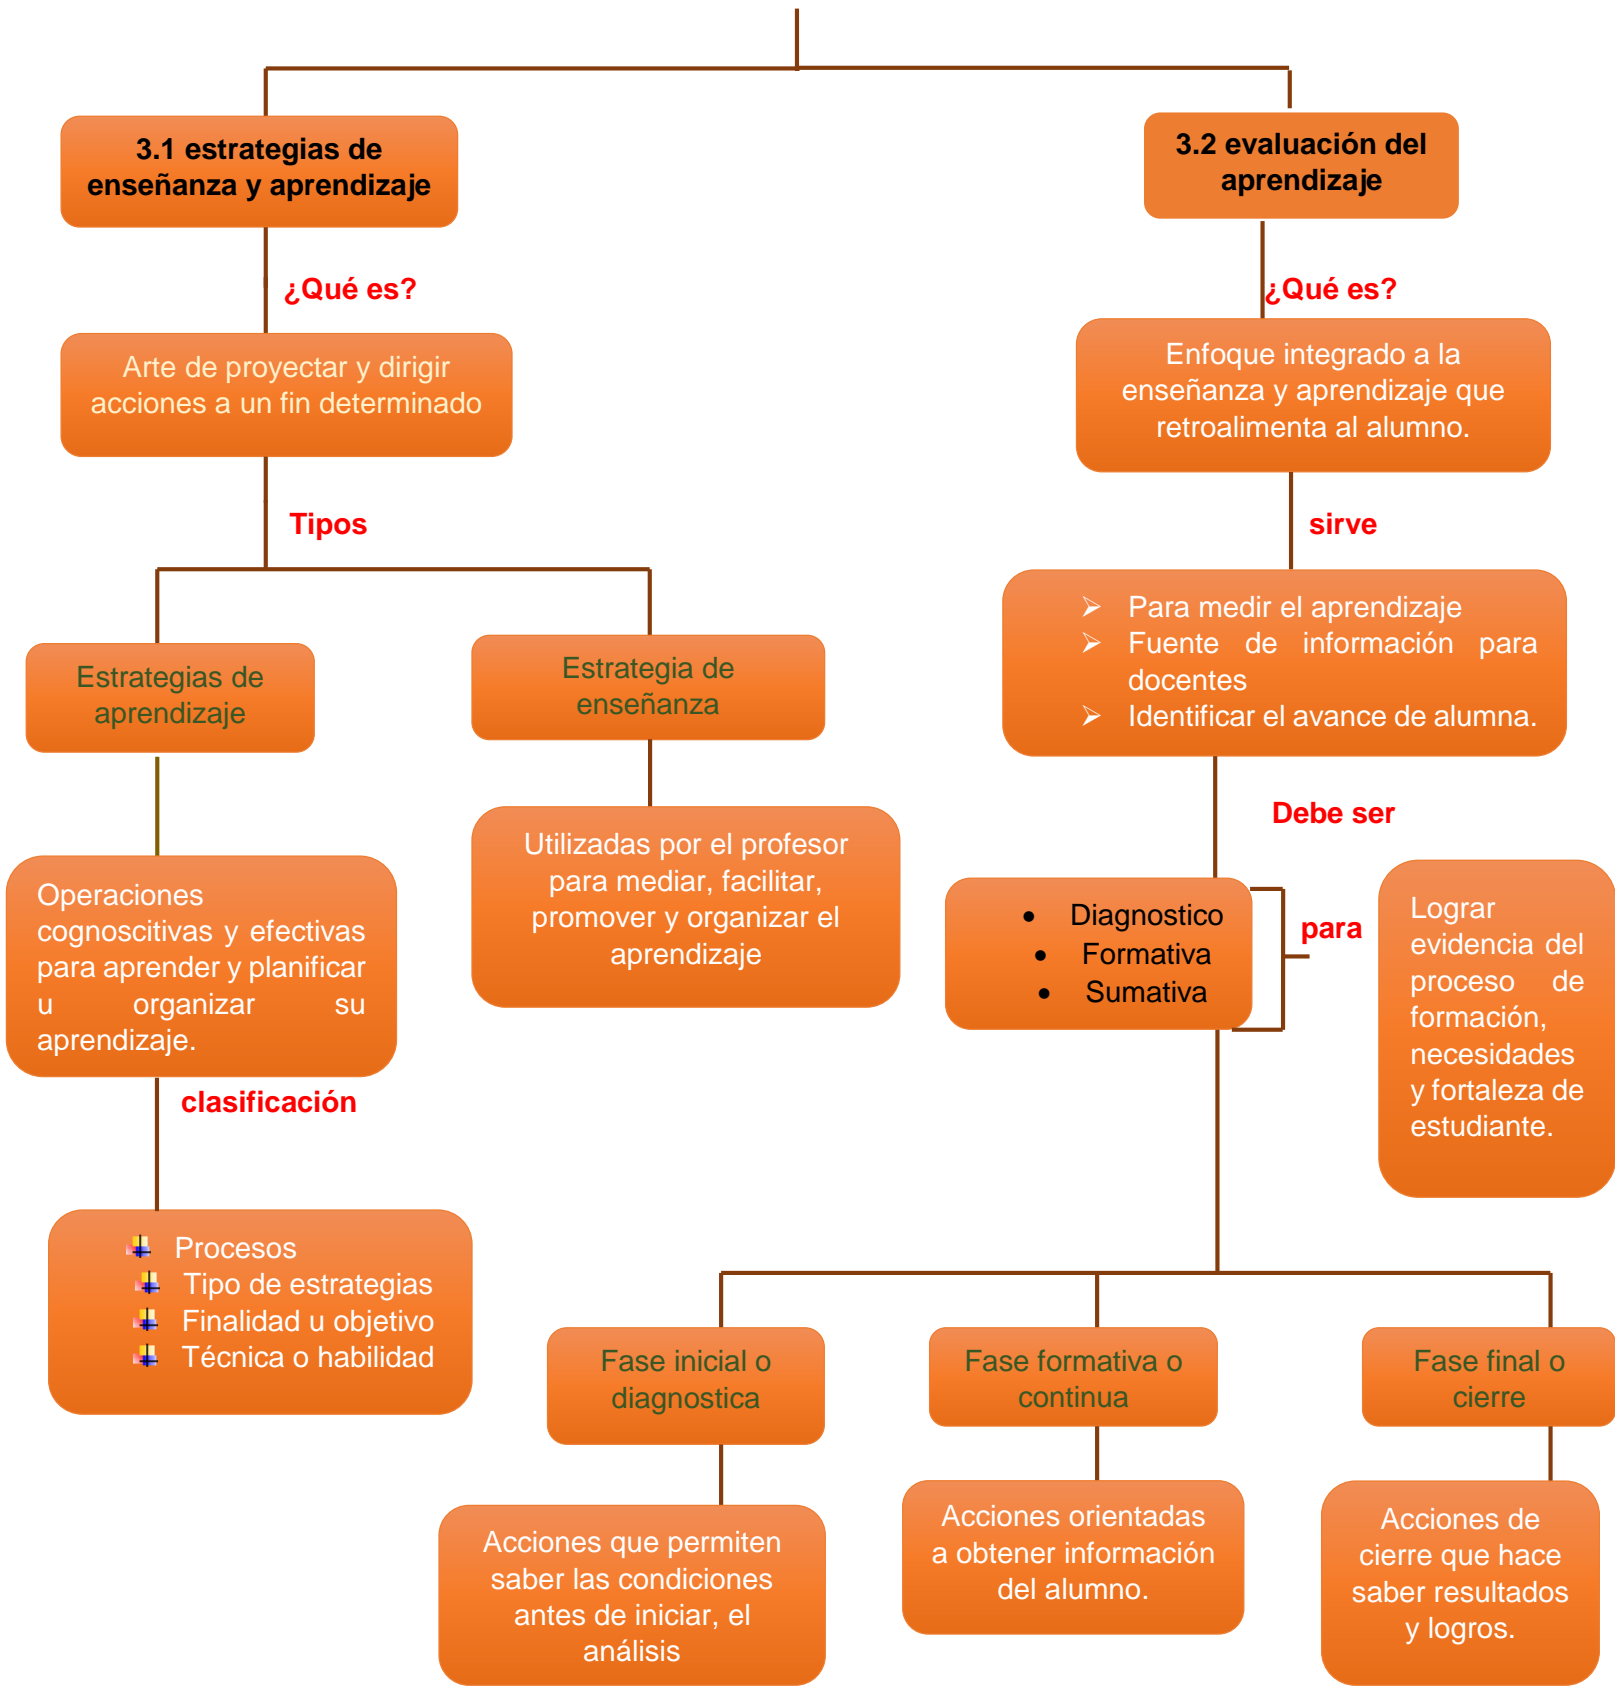 3.1 estrategias de
enseñanza y aprendizaje
¿Qué es?
Arte de proyectar y dirigir
acciones a un fin determinado
Tipos
Estrategias de
aprendizaje
Operaciones
cognoscitivas y efectivas
para aprender y planificar
u organizar su
aprendizaje.
clasificación
Procesos
Tipo de estrategias
Finalidad u objetivo
Técnica o habilidad
Estrategia de
enseñanza
Utilizadas por el profesor
para mediar, facilitar,
promover y organizar el
aprendizaje
3.2 evaluación del
aprendizaje
¿Qué es?
Enfoque integrado a la
enseñanza y aprendizaje que
retroalimenta al alumno.
sirve
➢ Para medir el aprendizaje
➢ Fuente de información para
docentes
➢ Identificar el avance de alumna.
Debe ser
• Diagnostico
• Formativa
• Sumativa
para
Lograr
evidencia del
proceso de
formación,
necesidades
y fortaleza de
estudiante.
Fase inicial o
diagnostica
Acciones que permiten
saber las condiciones
antes de iniciar, el
análisis
Fase formativa o
continua
Acciones orientadas
a obtener información
del alumno.
Fase final o
cierre
Acciones de
cierre que hace
saber resultados
y logros.